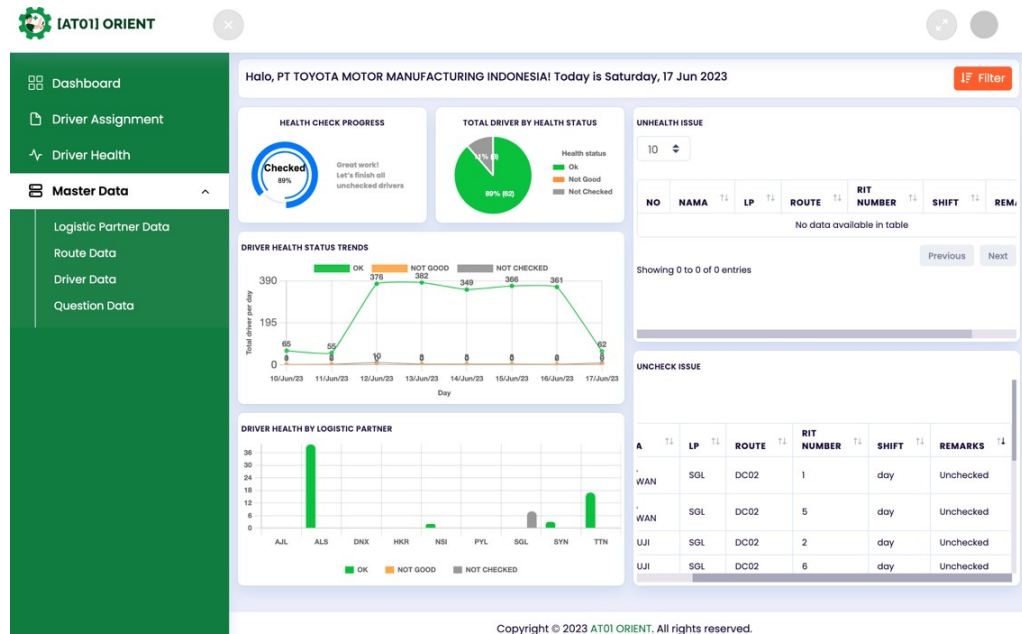 [AT01] ORIENT
Dashboard
Driver Assignment
Driver Health
Master Data
Logistic Partner Data
Route Data
Driver Data
Question Data
Halo, PT TOYOTA MOTOR MANUFACTURING INDONESIA! Today is Saturday, 17 Jun 2023
Filter
HEALTH CHECK PROGRESS
Checked
89%
Great work!
Let's finish all
unchecked drivers
TOTAL DRIVER BY HEALTH STATUS
89% (62)
Health status
Ok
Not Good
Not Checked
DRIVER HEALTH STATUS TRENDS
OK NOT GOOD NOT CHECKED
Total driver per day
390
195
0
65 55 376 382 349 366 361 62
10/Jun/23 11/Jun/23 12/Jun/23 13/Jun/23 14/Jun/23 15/Jun/23 16/Jun/23 17/Jun/23
Day
DRIVER HEALTH BY LOGISTIC PARTNER
36
30
24
18
12
6
0
AJL ALS DNX HKR NSI PYL SGL SYN TTN
OK NOT GOOD NOT CHECKED
UNHEALTH ISSUE
10
NO NAMA LP ROUTE RIT NUMBER SHIFT REMA
No data available in table
Previous Next
Showing 0 to 0 of 0 entries
UNCHECK ISSUE
A LP ROUTE RIT NUMBER SHIFT REMARKS
WAN SGL DC02 1 day Unchecked
WAN SGL DC02 5 day Unchecked
UJI SGL DC02 2 day Unchecked
UJI SGL DC02 6 day Unchecked
Copyright © 2023 AT01 ORIENT. All rights reserved.